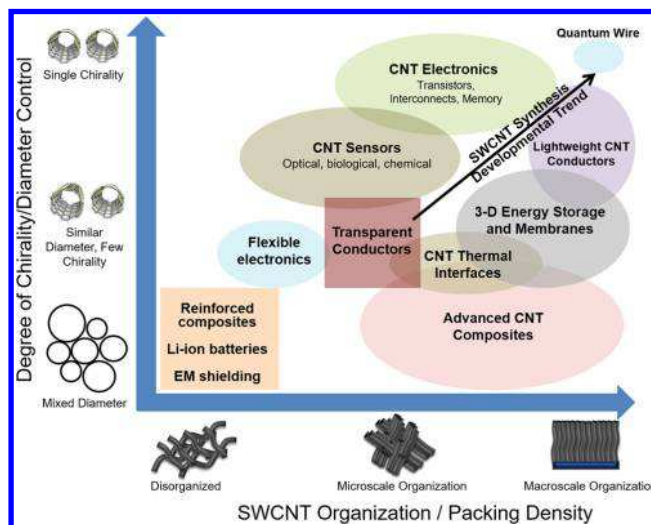 Quantum Wire
Single Chirality
CNT Electronics
Transistors,
Interconnects, Memory
SWCNT Synthesis
Developmental Trend
CNT Sensors
Optical, biological, chemical
Lightweight CNT
Conductors
Degree of Chirality/Diameter Control
Similar
Diameter, Few
Chirality
Flexible
electronics
Transparent
Conductors
3-D Energy Storage
and Membranes
CNT Thermal
Interfaces
Reinforced
composites
Li-ion batteries
EM shielding
Advanced CNT
Composites
Mixed Diameter
Disorganized
Microscale Organization
Macroscale Organization
SWCNT Organization / Packing Density